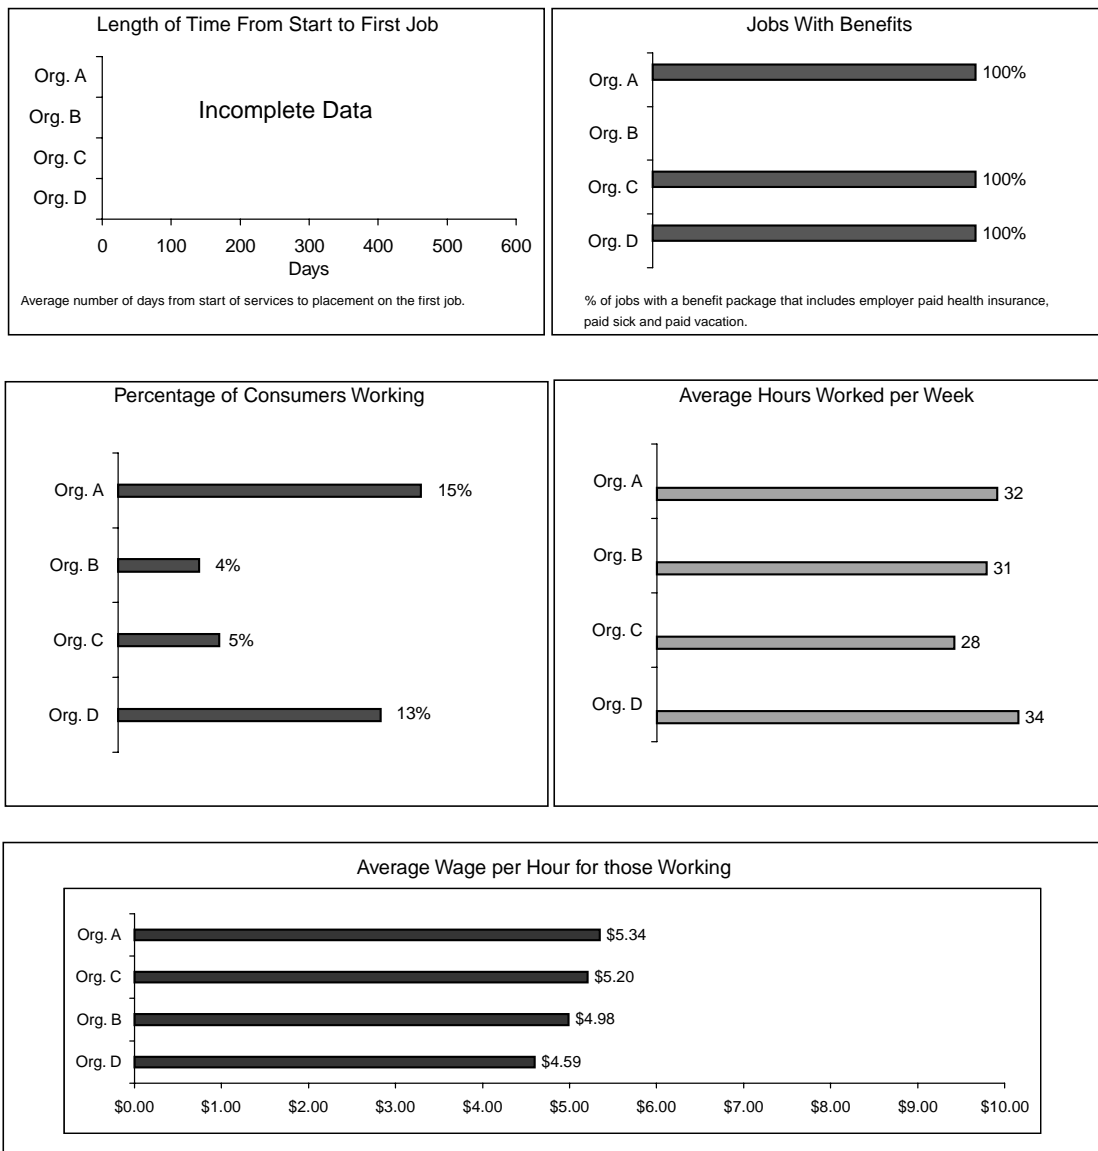 Length of Time From Start to First Job
Org. A
Org. B
Org. C
Org. D
Incomplete Data
0 100 200 300 400 500 600
Days
Average number of days from start of services to placement on the first job.
Jobs With Benefits
Org. A 100%
Org. B
Org. C 100%
Org. D 100%
% of jobs with a benefit package that includes employer paid health insurance,
paid sick and paid vacation.
Percentage of Consumers Working
Org. A 15%
Org. B 4%
Org. C 5%
Org. D 13%
Average Hours Worked per Week
Org. A 32
Org. B 31
Org. C 28
Org. D 34
Average Wage per Hour for those Working
Org. A $5.34
Org. C $5.20
Org. B $4.98
Org. D $4.59
$0.00 $1.00 $2.00 $3.00 $4.00 $5.00 $6.00 $7.00 $8.00 $9.00 $10.00